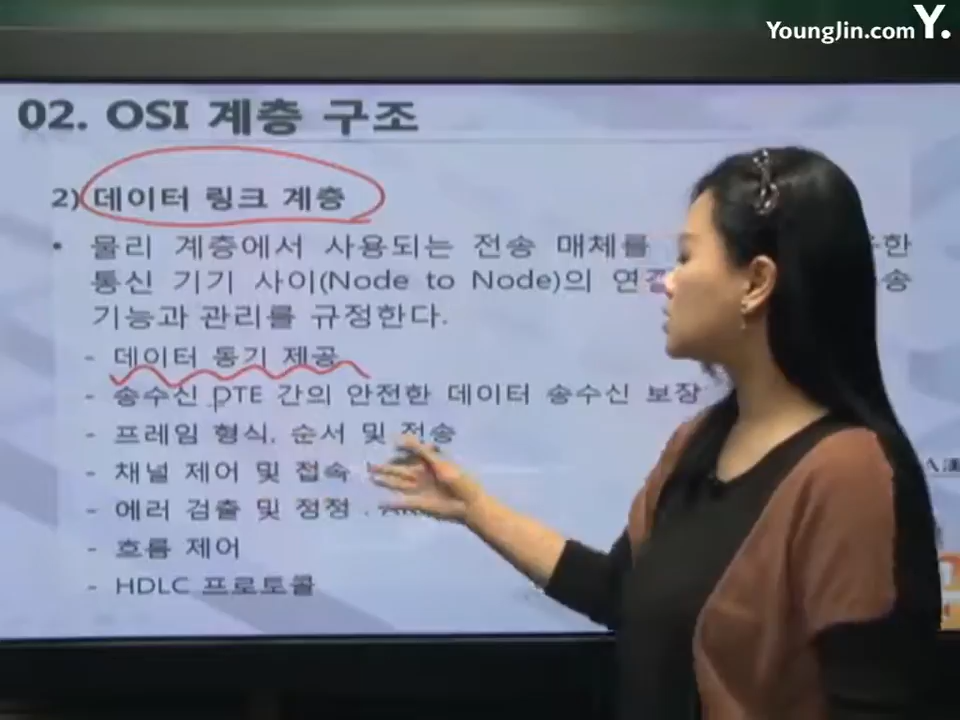 YoungJin.com Y.
02. OSI 계층 구조
2) 데이터 링크 계층
• 물리 계층에서 사용되는 전송 매체를
통신 기기 사이(Node to Node)의
기능과 관리를 규정한다.
- 데이터 동기 제공
- 송수신 DTE 간의 안전한 데이터 송수신 보장
- 프레임 형식, 순서 및 전송
- 채널 제어 및 접속
- 에러 검출 및 정정
- 흐름 제어
- HDLC 프로토콜